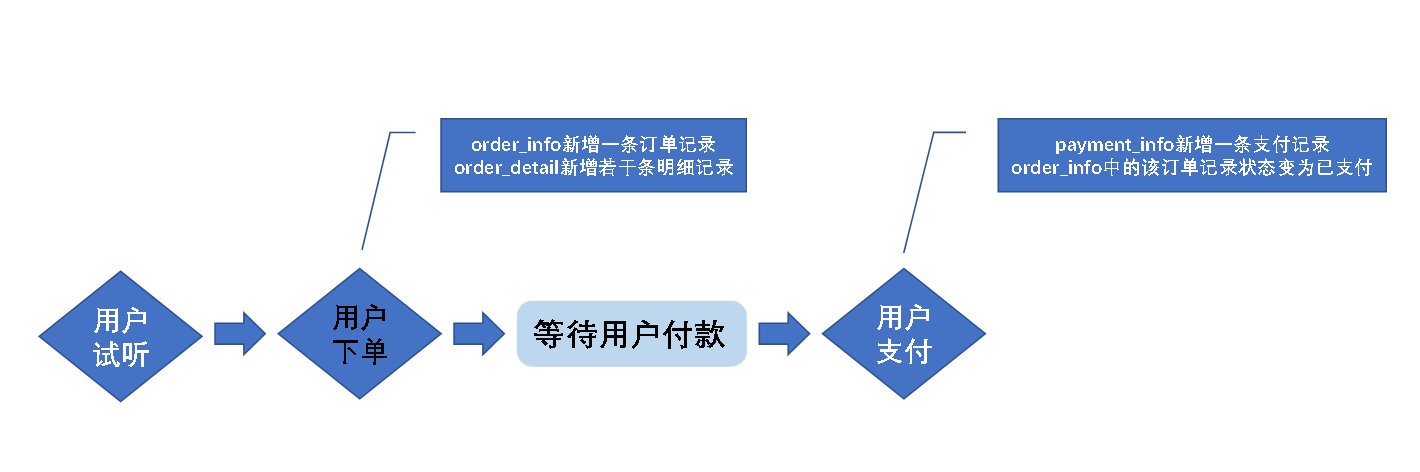 order_info新增一条订单记录
order_detail新增若干条明细记录
payment_info新增一条支付记录
order_info中的该订单记录状态变为已支付
用户
试听
用户
下单
等待用户付款
用户
支付